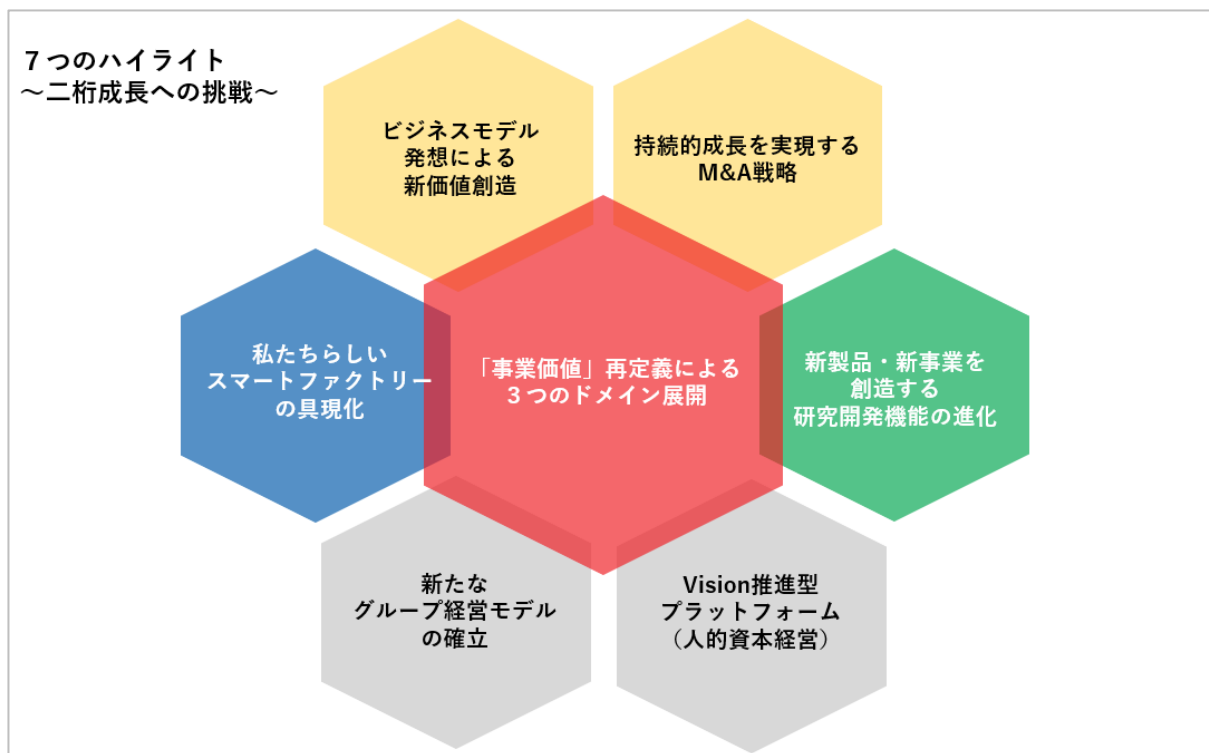 ７つのハイライト
～二桁成長への挑戦～
ビジネスモデル
発想による
新価値創造
持続的成長を実現する
M&A戦略
私たちらしい
スマートファクトリー
の具現化
「事業価値」再定義による
３つのドメイン展開
新製品・新事業を
創造する
研究開発機能の進化
新たな
グループ経営モデル
の確立
Vision推進型
プラットフォーム
（人的資本経営）